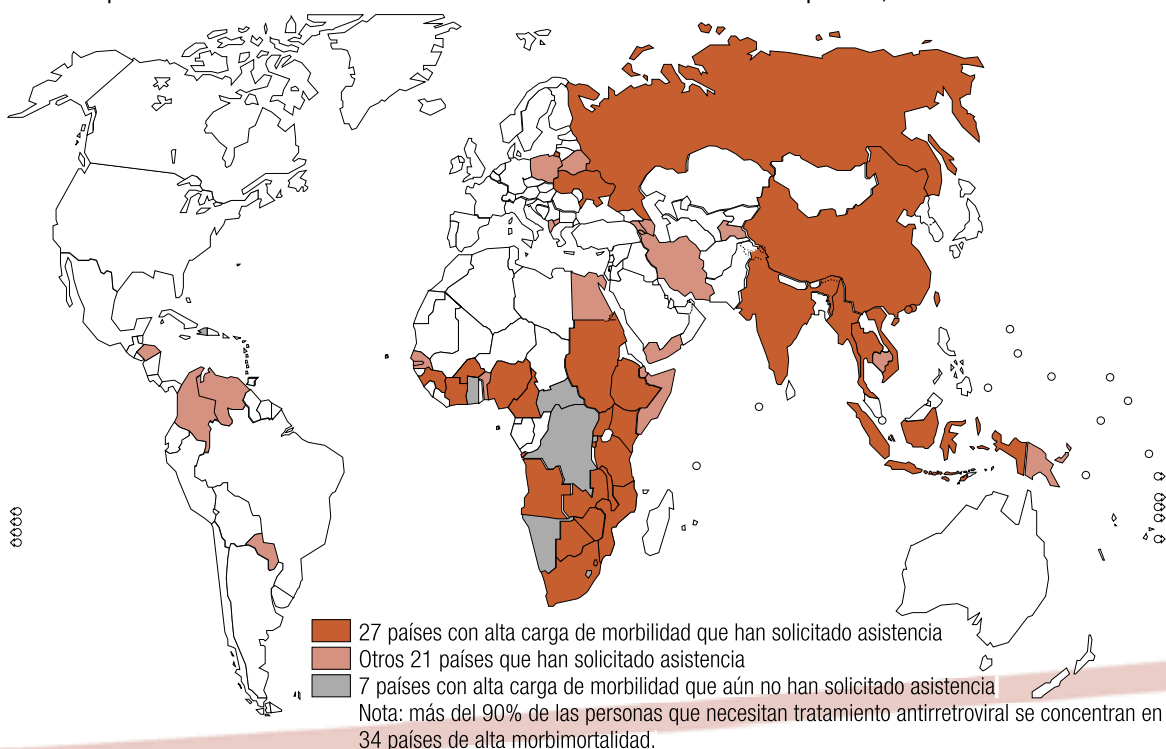 27 países con alta carga de morbilidad que han solicitado asistencia
Otros 21 países que han solicitado asistencia
7 países con alta carga de morbilidad que aún no han solicitado asistencia
Nota: más del 90% de las personas que necesitan tratamiento antirretroviral se concentran en
34 países de alta morbimortalidad.